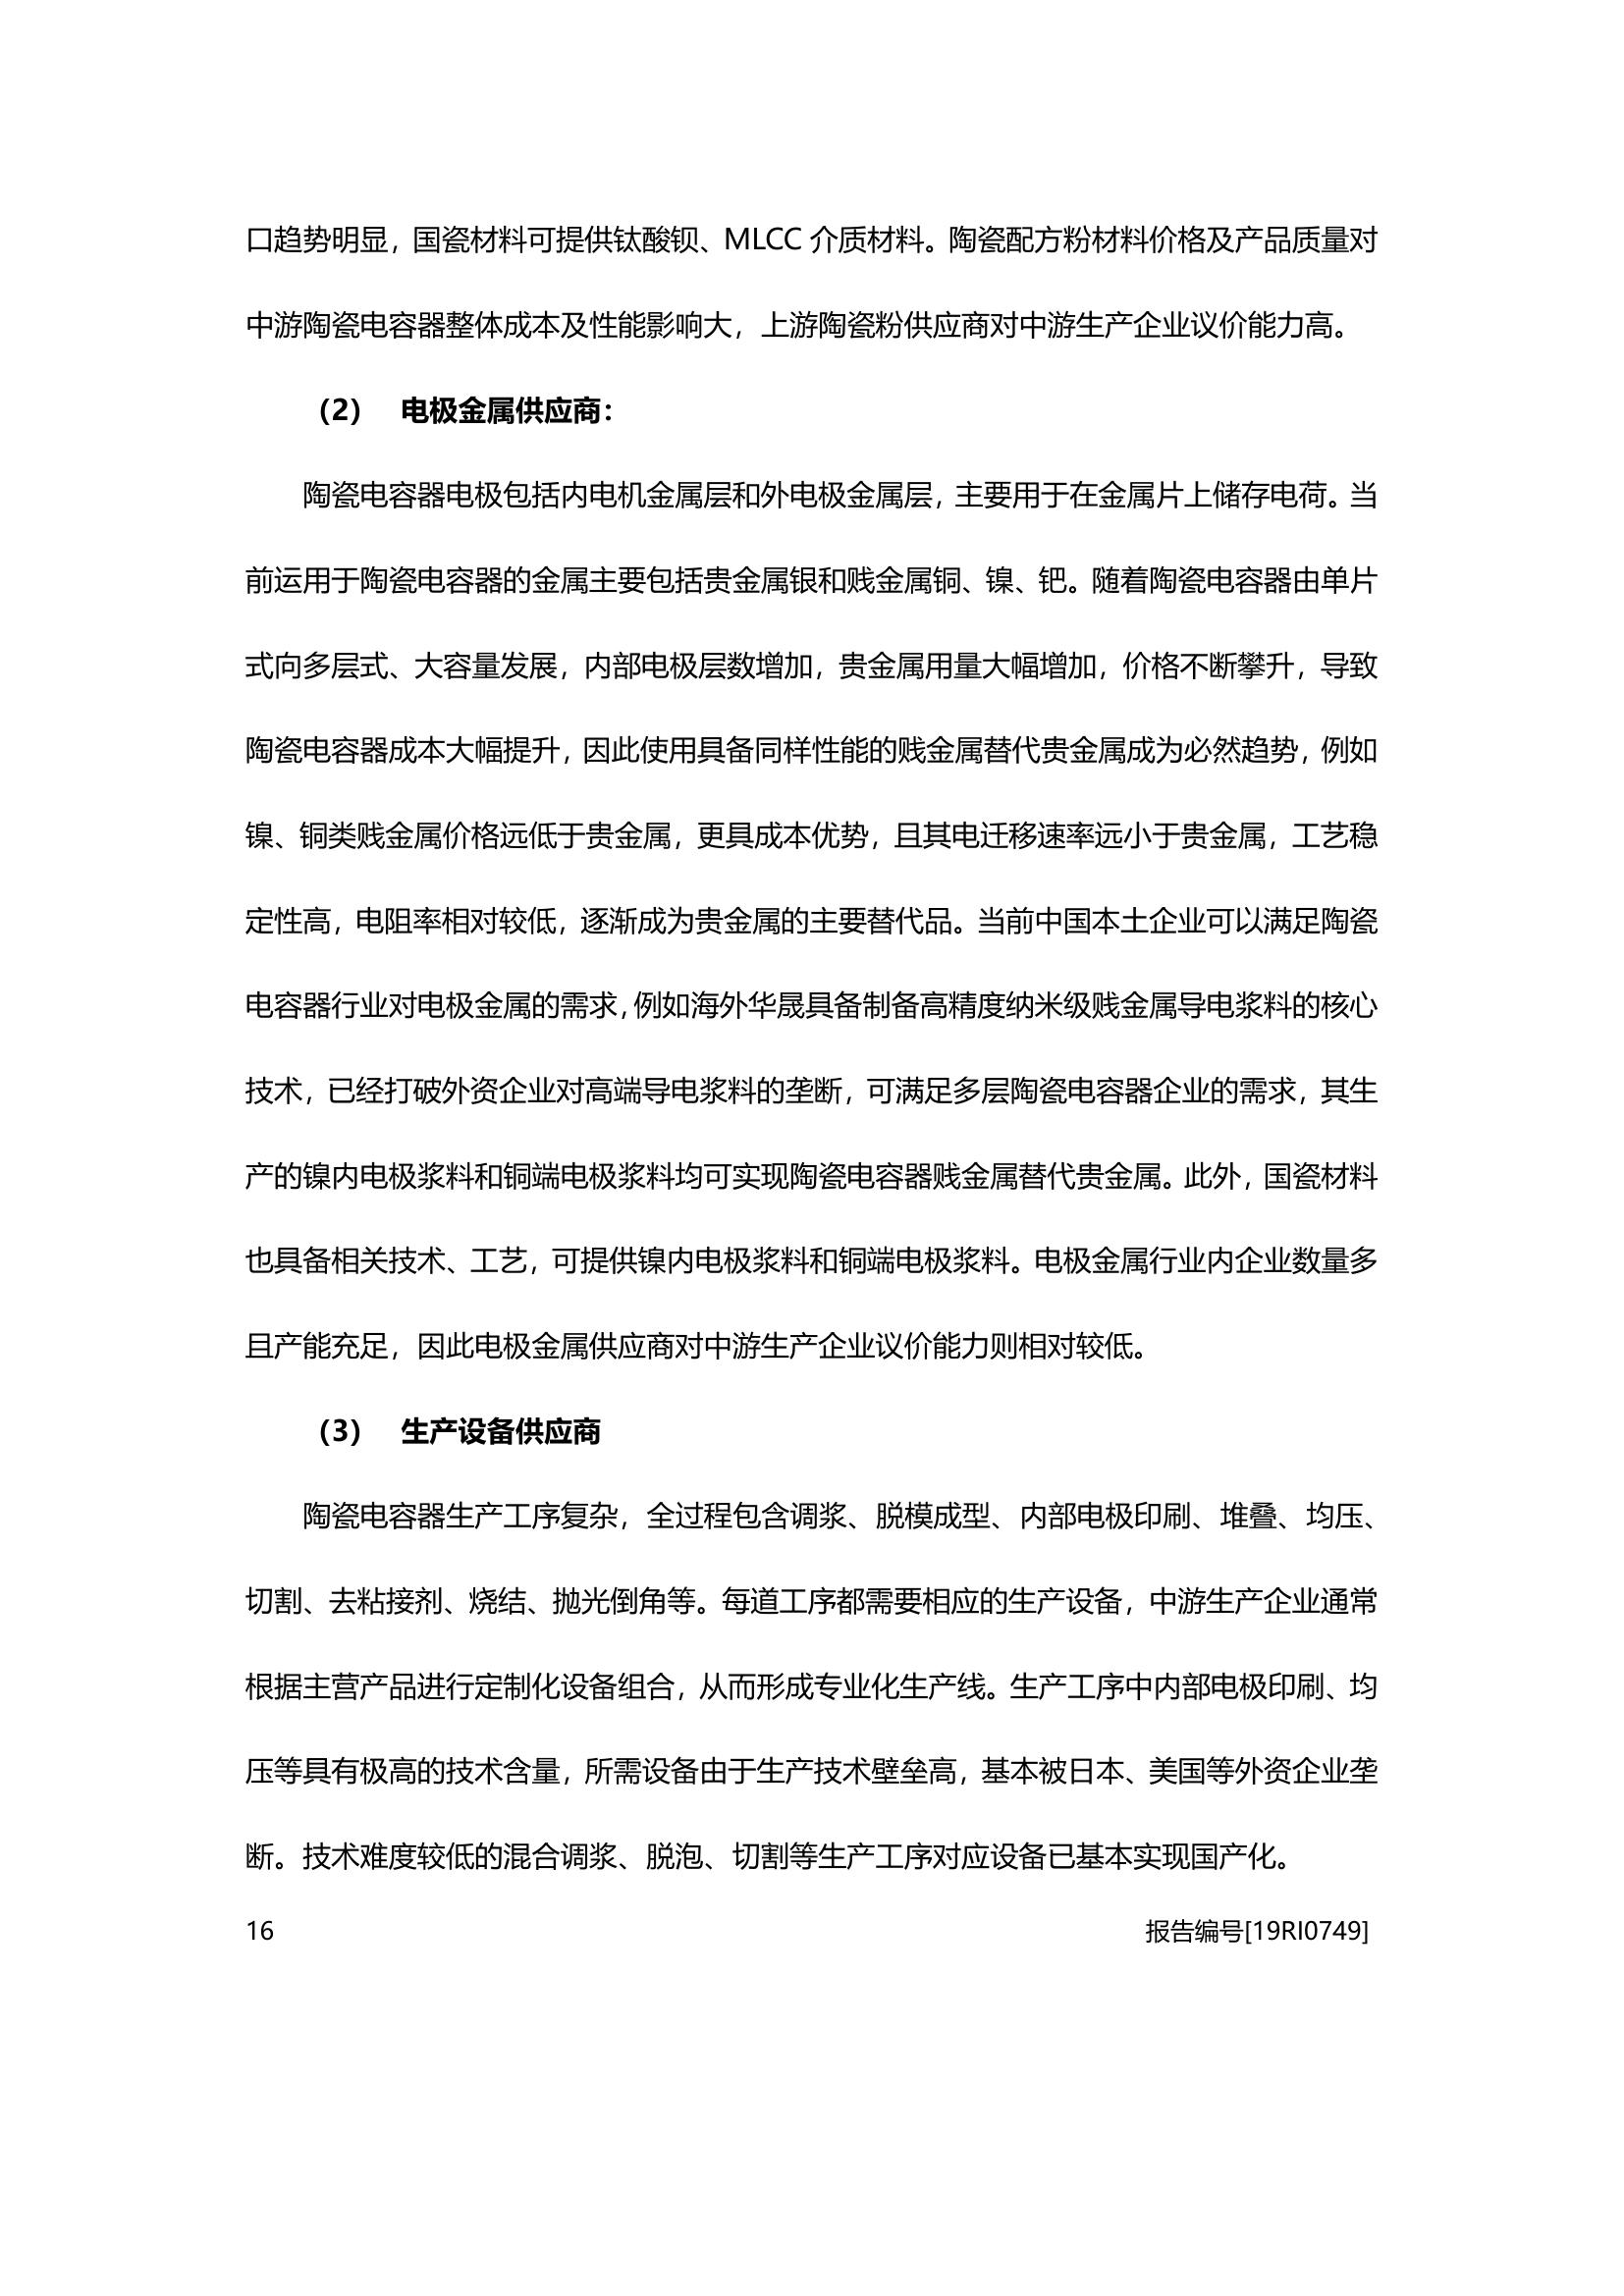 口趋势明显，国瓷材料可提供钛酸钡、MLCC 介质材料。陶瓷配方粉材料价格及产品质量对
中游陶瓷电容器整体成本及性能影响大，上游陶瓷粉供应商对中游生产企业议价能力高。
（2） 电极金属供应商：
陶瓷电容器电极包括内电机金属层和外电极金属层，主要用于在金属片上储存电荷。当
前运用于陶瓷电容器的金属主要包括贵金属银和贱金属铜、镍、钯。随着陶瓷电容器由单片
式向多层式、大容量发展，内部电极层数增加，贵金属用量大幅增加，价格不断攀升，导致
陶瓷电容器成本大幅提升，因此使用具备同样性能的贱金属替代贵金属成为必然趋势，例如
镍、铜类贱金属价格远低于贵金属，更具成本优势，且其电迁移速率远小于贵金属，工艺稳
定性高，电阻率相对较低，逐渐成为贵金属的主要替代品。当前中国本土企业可以满足陶瓷
电容器行业对电极金属的需求，例如海外华晟具备制备高精度纳米级贱金属导电浆料的核心
技术，已经打破外资企业对高端导电浆料的垄断，可满足多层陶瓷电容器企业的需求，其生
产的镍内电极浆料和铜端电极浆料均可实现陶瓷电容器贱金属替代贵金属。此外，国瓷材料
也具备相关技术、工艺，可提供镍内电极浆料和铜端电极浆料。电极金属行业内企业数量多
且产能充足，因此电极金属供应商对中游生产企业议价能力则相对较低。
（3） 生产设备供应商
陶瓷电容器生产工序复杂，全过程包含调浆、脱模成型、内部电极印刷、堆叠、均压、
切割、去粘接剂、烧结、抛光倒角等。每道工序都需要相应的生产设备，中游生产企业通常
根据主营产品进行定制化设备组合，从而形成专业化生产线。生产工序中内部电极印刷、均
压等具有极高的技术含量，所需设备由于生产技术壁垒高，基本被日本、美国等外资企业垄
断。技术难度较低的混合调浆、脱泡、切割等生产工序对应设备已基本实现国产化。
16 报告编号[19RI0749]